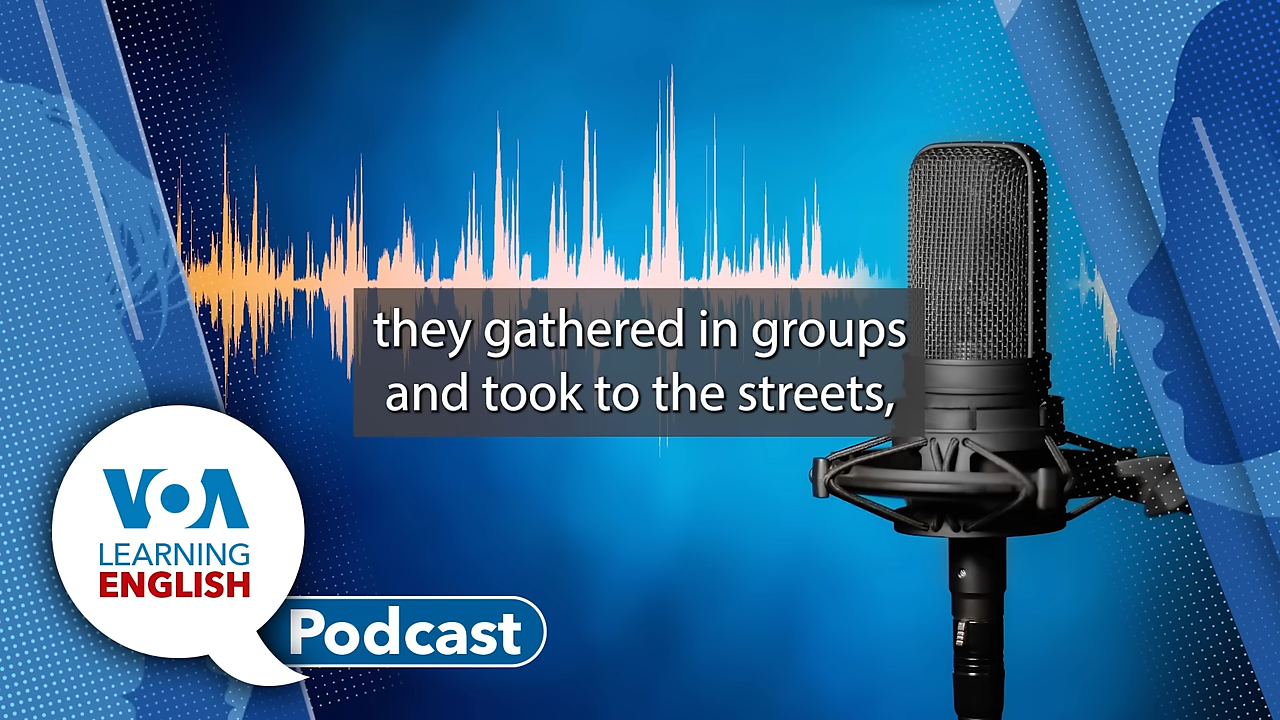 they gathered in groups
and took to the streets,
VOA
LEARNING
ENGLISH
Podcast